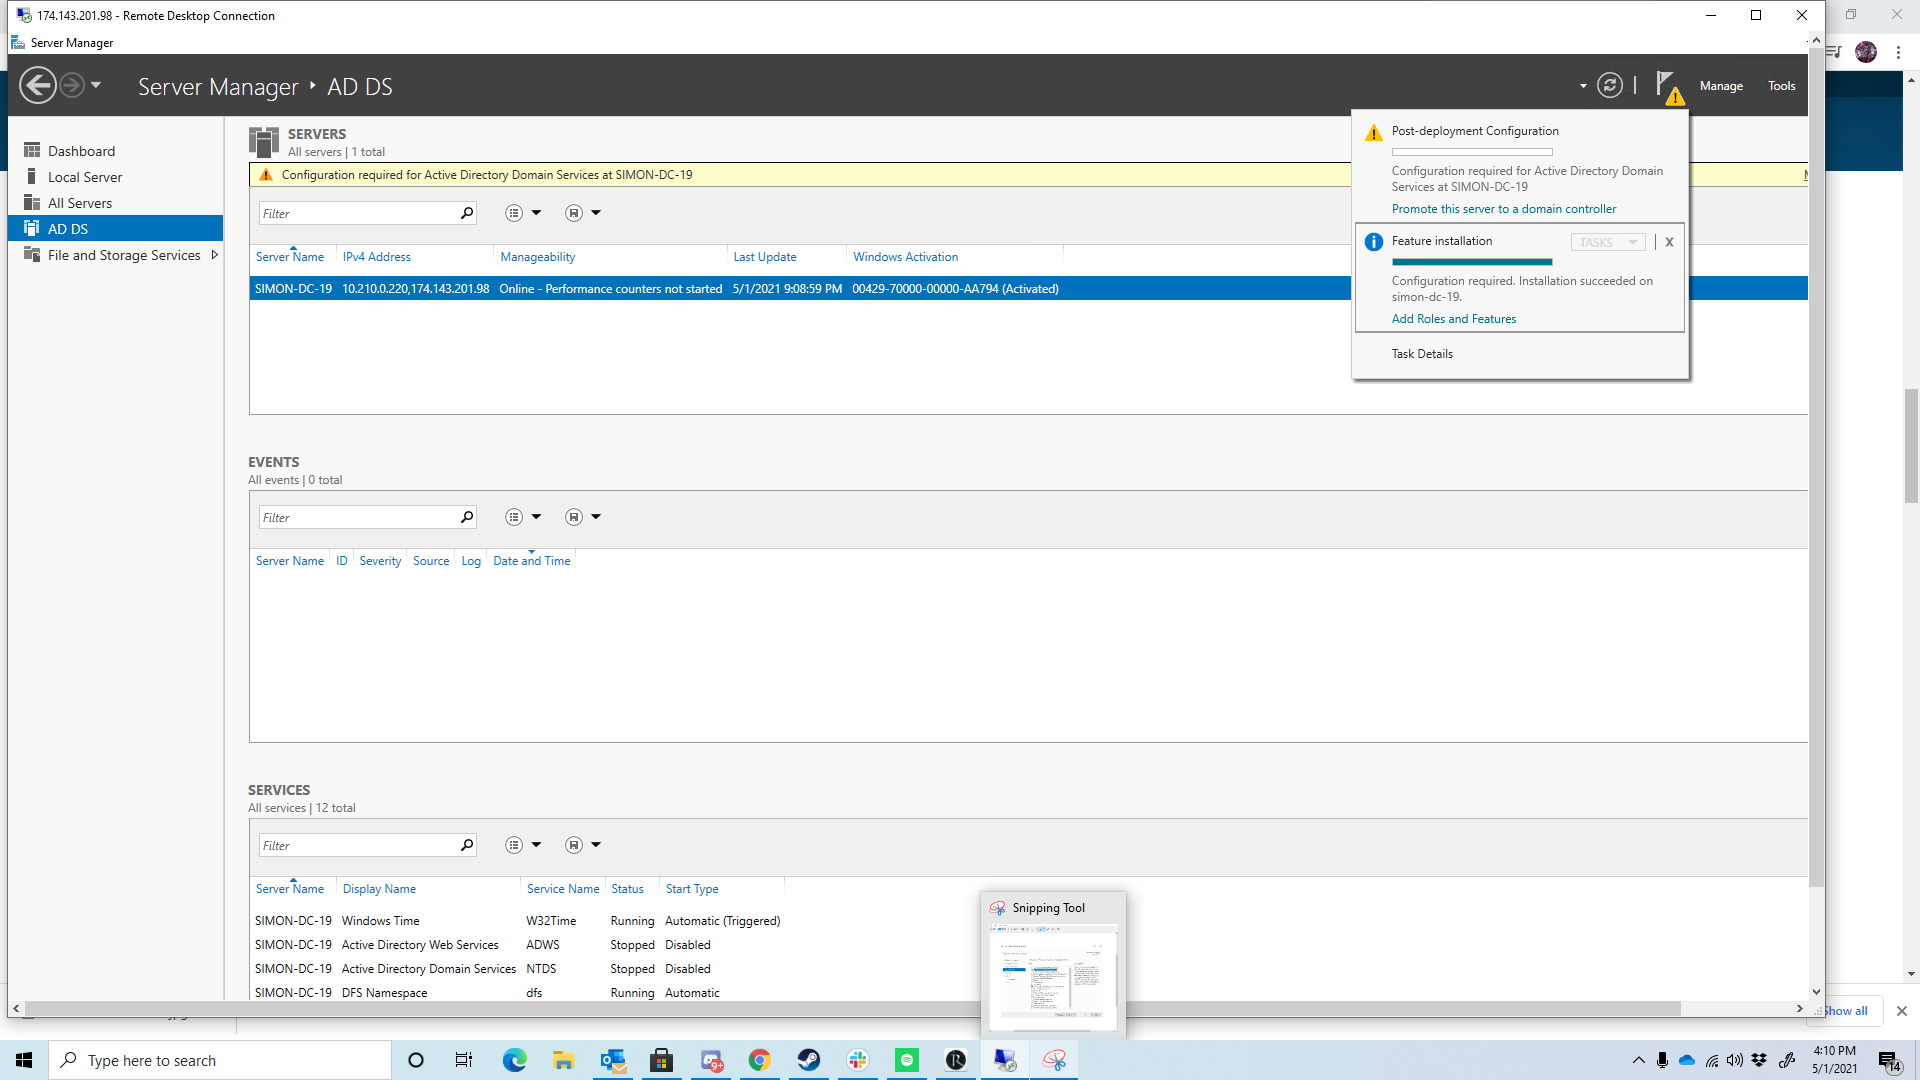 174.143.201.98 - Remote Desktop Connection
Server Manager
Server Manager ‣ AD DS
Manage
Tools
Dashboard
Local Server
All Servers
AD DS
File and Storage Services
SERVERS
All servers | 1 total
Configuration required for Active Directory Domain Services at SIMON-DC-19
Filter
Server Name IPv4 Address Manageability Last Update Windows Activation
SIMON-DC-19 10.210.0.220,174.143.201.98 Online - Performance counters not started 5/1/2021 9:08:59 PM 00429-70000-00000-AA794 (Activated)
Post-deployment Configuration
Configuration required for Active Directory Domain
Services at SIMON-DC-19
Promote this server to a domain controller
Feature installation
TASKS
X
Configuration required. Installation succeeded on
simon-dc-19.
Add Roles and Features
Task Details
EVENTS
All events | 0 total
Filter
Server Name ID Severity Source Log Date and Time
SERVICES
All services | 12 total
Filter
Server Name Display Name Service Name Status Start Type
SIMON-DC-19 Windows Time W32Time Running Automatic (Triggered)
SIMON-DC-19 Active Directory Web Services ADWS Stopped Disabled
SIMON-DC-19 Active Directory Domain Services NTDS Stopped Disabled
SIMON-DC-19 DFS Namespace dfs Running Automatic
Snipping Tool
Show all
Type here to search
9+
4:10 PM
5/1/2021
14